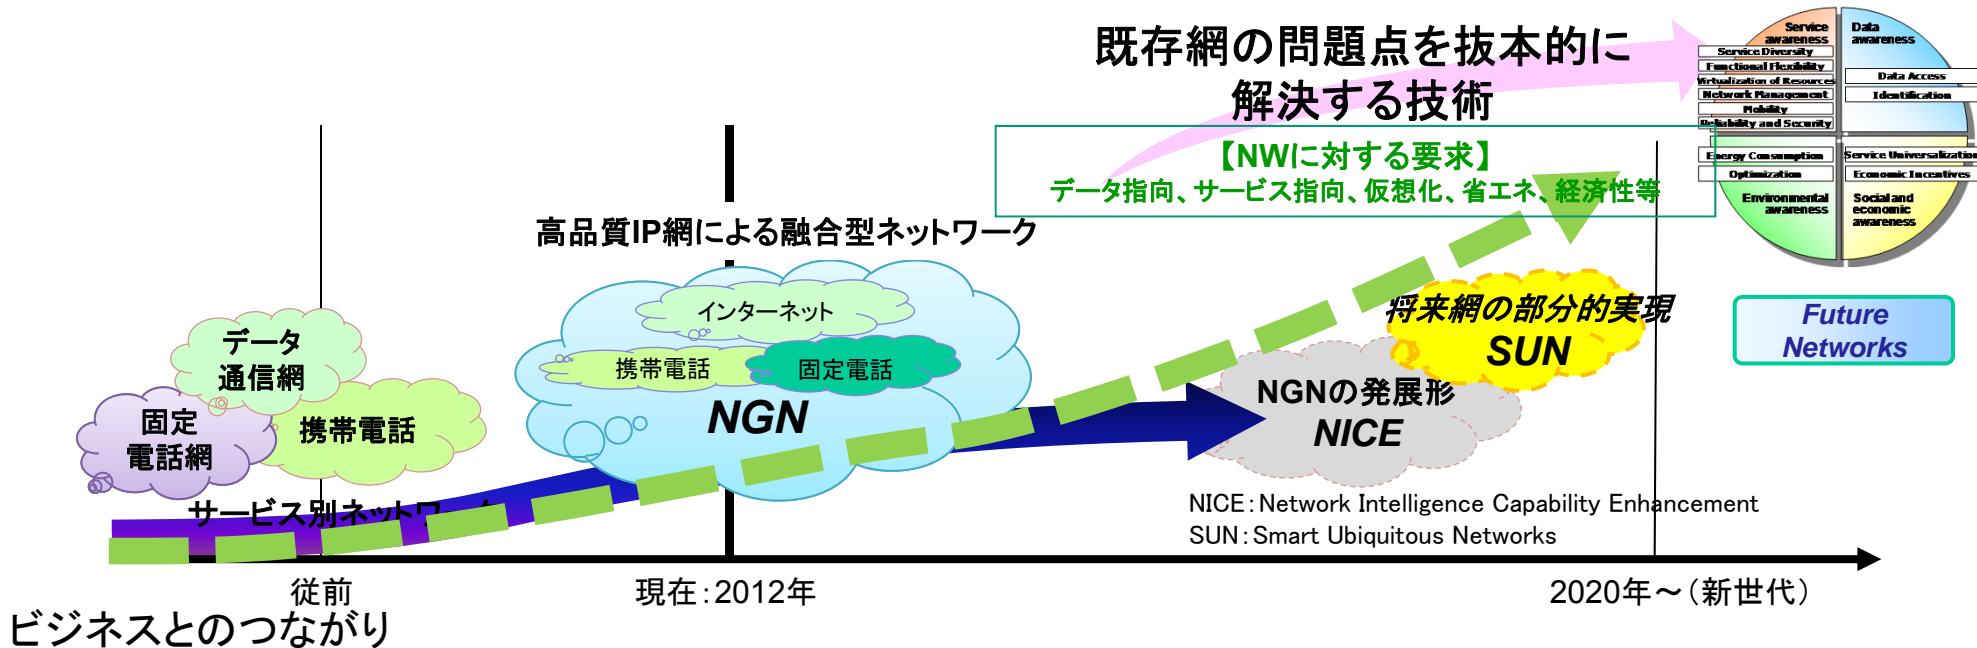 既存網の問題点を抜本的に
解決する技術
【NWに対する要求】
データ指向、サービス指向、仮想化、省エネ、経済性等
Service
awareness
Service Diversity
Functional Flexibility
Virtualization of Resources
Network Management
Mobility
Reliability and Security
Data
awareness
Data Access
Identification
Energy Consumption
Optimization
Environmental
awareness
Service Universalization
Economic Incentives
Social and
economic
awareness
Future
Networks
高品質IP網による融合型ネットワーク
インターネット
携帯電話
固定電話
NGN
データ
通信網
固定
電話網
携帯電話
サービス別ネットワーク
将来網の部分的実現
SUN
NGNの発展形
NICE
NICE：Network Intelligence Capability Enhancement
SUN：Smart Ubiquitous Networks
従前
現在：2012年
2020年～（新世代）
ビジネスとのつながり